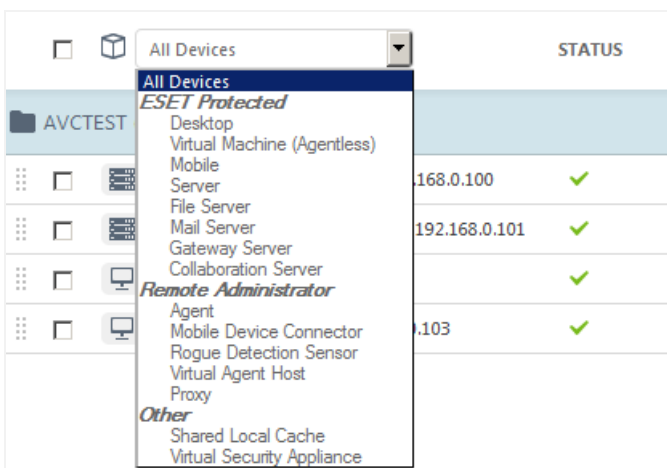 All Devices
STATUS
All Devices
ESET Protected
AVCTEST
Desktop
Virtual Machine (Agentless)
Mobile
.168.0.100
Server
File Server
Mail Server
192.168.0.101
Gateway Server
Collaboration Server
Remote Administrator
Agent
Mobile Device Connector
.103
Rogue Detection Sensor
Virtual Agent Host
Proxy
Other
Shared Local Cache
Virtual Security Appliance